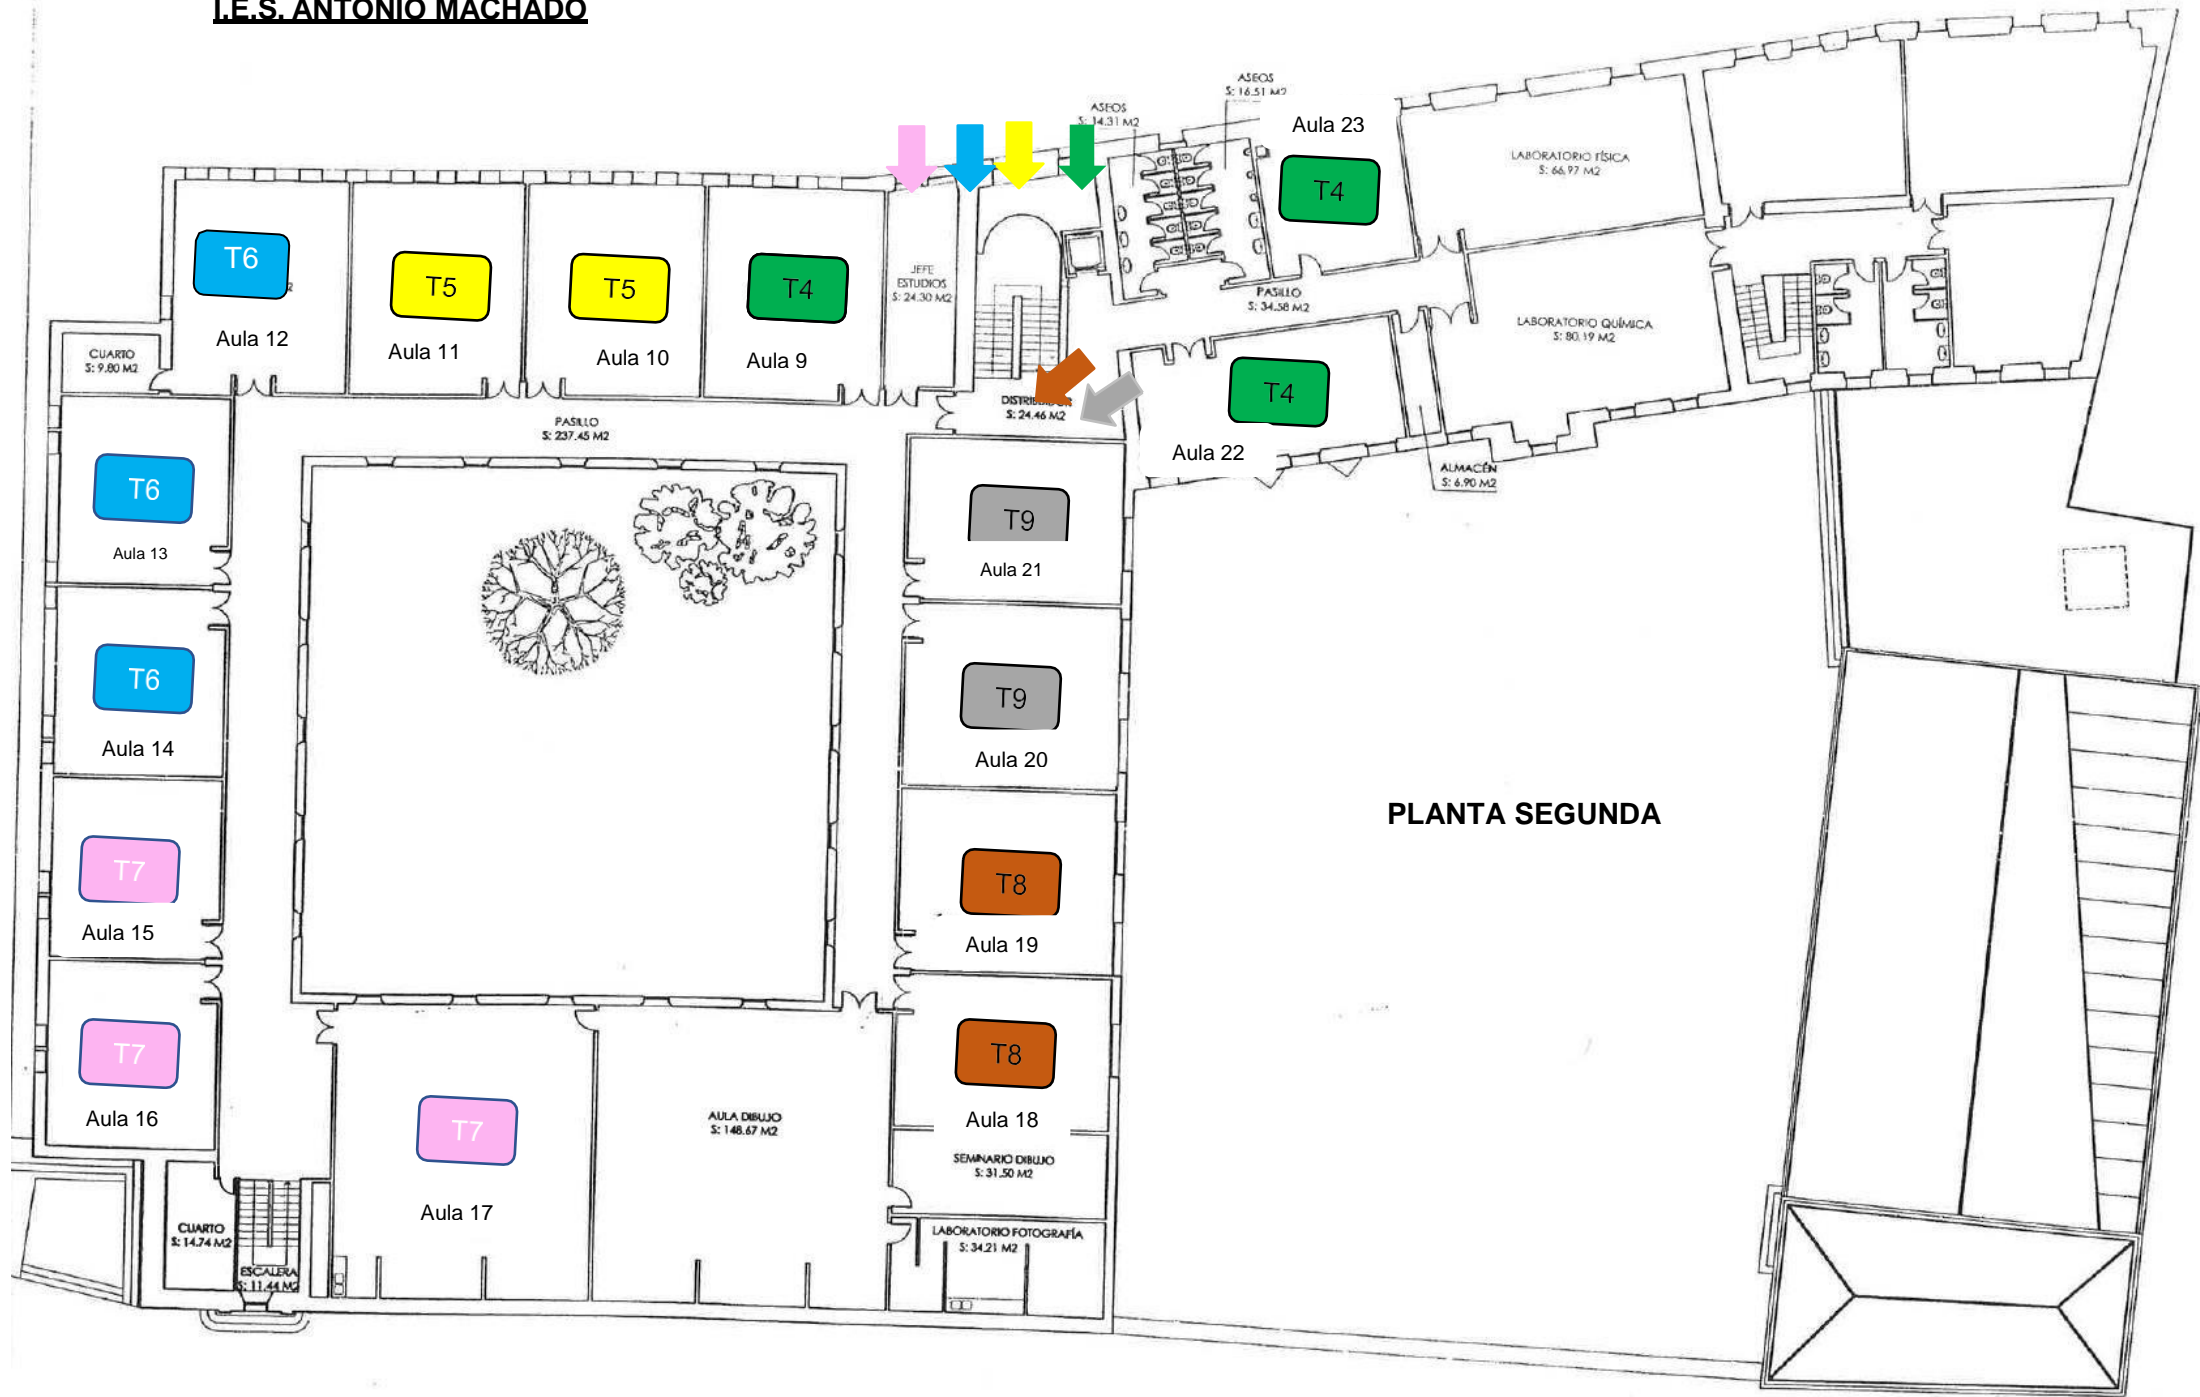 I.E.S. ANTONIO MACHADO
ASEOS
S: 16.51 M2
ASEOS
S: 14.31 M2
Aula 23
T4
LABORATORIO FÍSICA
S: 66.97 M2
T6
2
Aula 12
T5
Aula 11
T5
Aula 10
T4
Aula 9
JEFE
ESTUDIOS
S: 24.30 M2
PASILLO
S: 34.58 M2
LABORATORIO QUÍMICA
S: 80.19 M2
CUARTO
S: 9.80 M2
T4
Aula 22
S: 24.46 M2
PASILLO
S: 237.45 M2
ALMACÉN
S: 6.90 M2
T6
Aula 13
T9
Aula 21
T6
Aula 14
T9
Aula 20
PLANTA SEGUNDA
T7
Aula 15
T8
Aula 19
T7
Aula 16
T8
Aula 18
T7
Aula 17
AULA DIBUJO
S: 148.67 M2
SEMINARIO DIBUJO
S: 31.50 M2
CUARTO
S: 14.74 M2
LABORATORIO FOTOGRAFÍA
S: 34.21 M2
ESCALERA
S: 11.44 M2